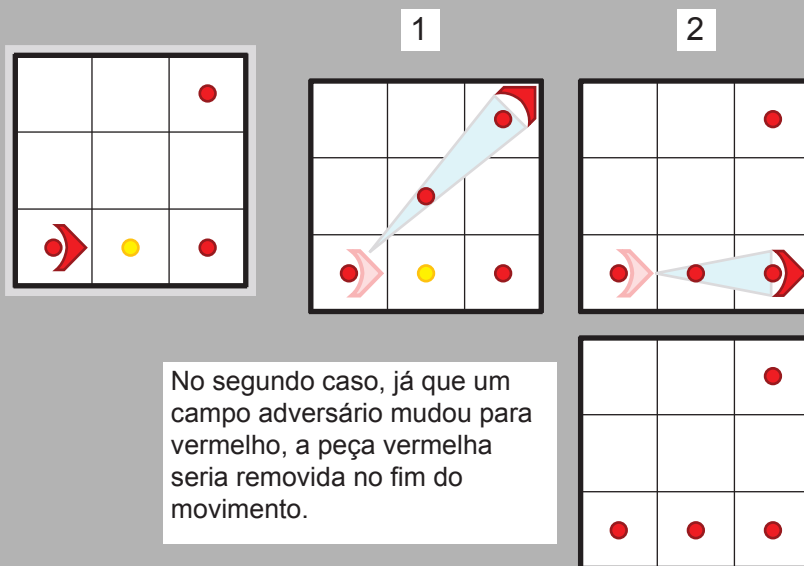 1
2
No segundo caso, já que um
campo adversário mudou para
vermelho, a peça vermelha
seria removida no fim do
movimento.